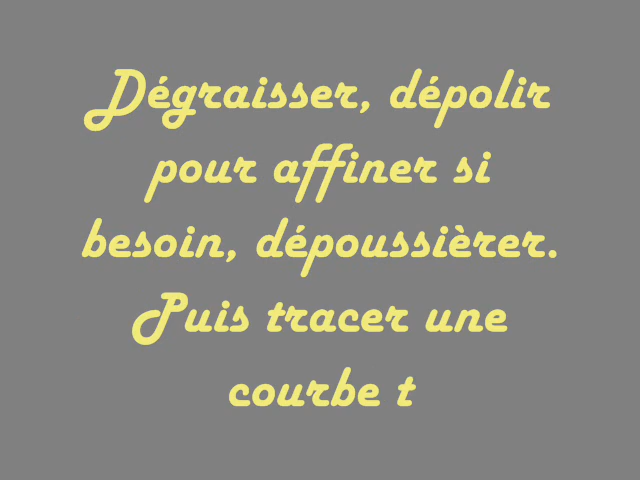 Dégraisser, dépolir
pour affiner si
besoin, dépoussièrer.
Puis tracer une
courbe t